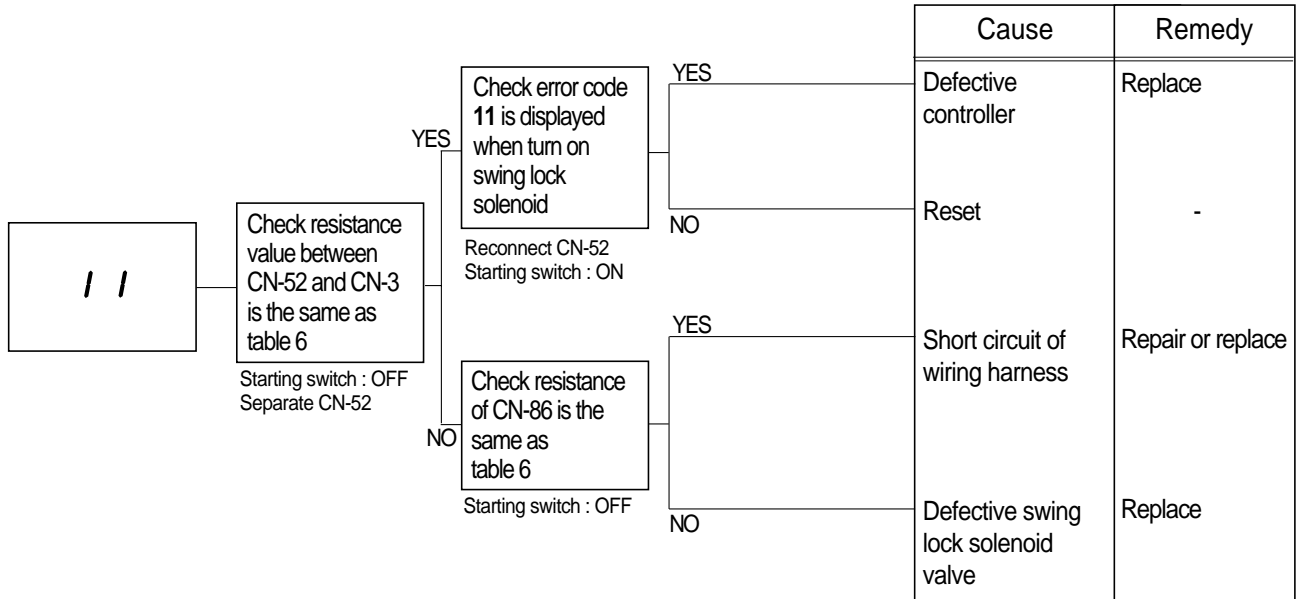 Cause
Remedy
YES
Check error code
11 is displayed
when turn on
swing lock
solenoid
Defective
controller
Replace
YES
Check resistance
value between
CN-52 and CN-3
is the same as
table 6
NO
Reset
-
Reconnect CN-52
Starting switch : ON
11
Starting switch : OFF
Separate CN-52
YES
Short circuit of
wiring harness
Repair or replace
Check resistance
of CN-86 is the
same as
table 6
NO
Starting switch : OFF
NO
Defective swing
lock solenoid
valve
Replace